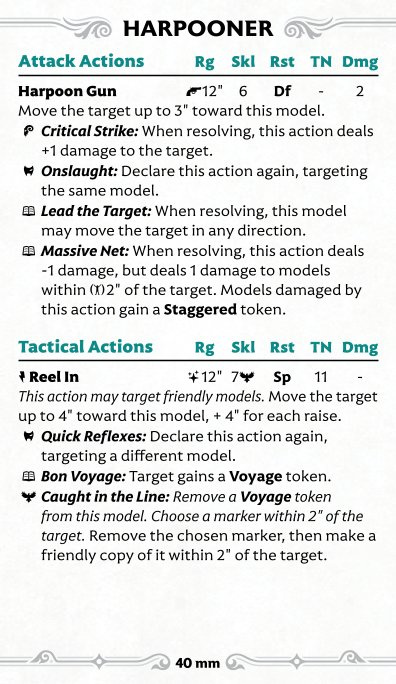 HARPOONER
Attack Actions Rg Skl Rst TN Dmg
Harpoon Gun 12" 6 Df - 2
Move the target up to 3" toward this model.
Critical Strike: When resolving, this action deals
+1 damage to the target.
Onslaught: Declare this action again, targeting
the same model.
Lead the Target: When resolving, this model
may move the target in any direction.
Massive Net: When resolving, this action deals
-1 damage, but deals 1 damage to models
within 2" of the target. Models damaged by
this action gain a Staggered token.
Tactical Actions Rg Skl Rst TN Dmg
Reel In 12" 7 Sp 11 -
This action may target friendly models. Move the target
up to 4" toward this model, + 4" for each raise.
Quick Reflexes: Declare this action again,
targeting a different model.
Bon Voyage: Target gains a Voyage token.
Caught in the Line: Remove a Voyage token
from this model. Choose a marker within 2" of the
target. Remove the chosen marker, then make a
friendly copy of it within 2" of the target.
40 mm